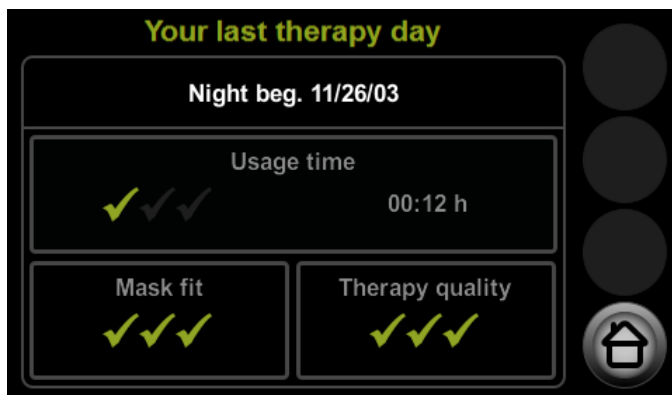 Your last therapy day
Night beg. 11/26/03
Usage time
00:12 h
Mask fit
Therapy quality